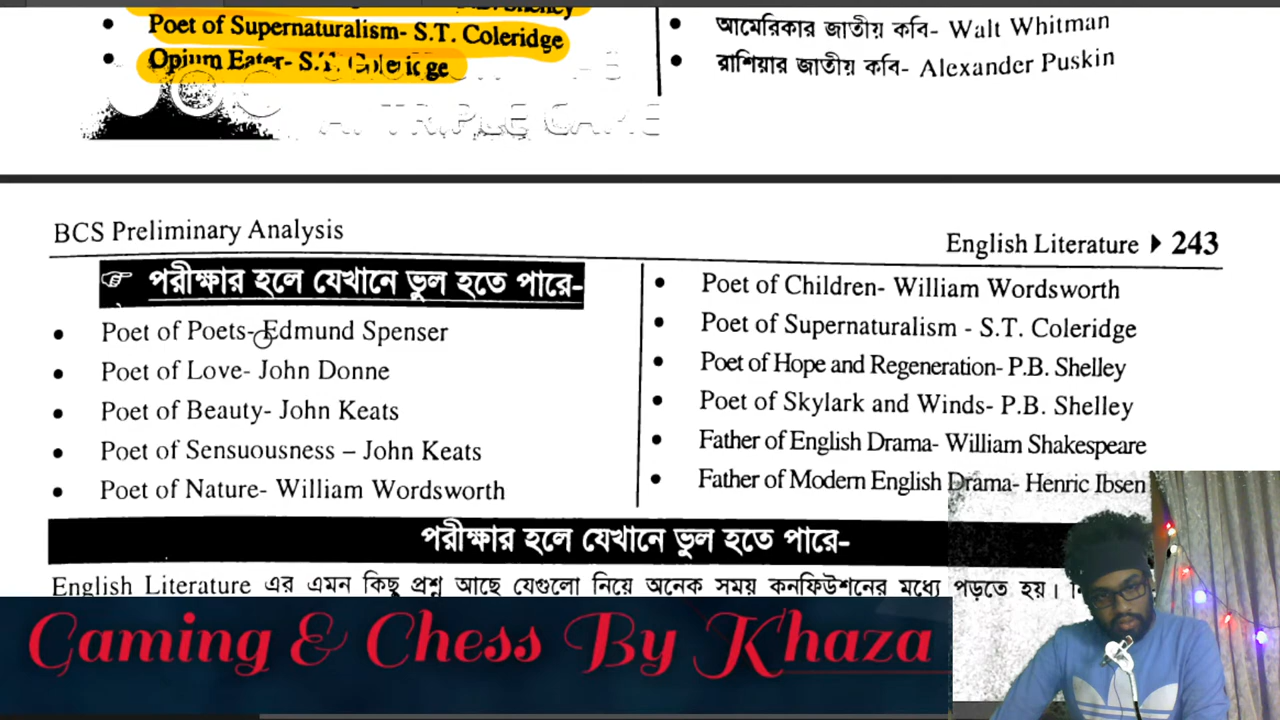 Poet of Supernaturalism- S.T. Coleridge
Opium Eater- S.T. Coleridge
আমেরিকার জাতীয় কবি- Walt Whitman
রাশিয়ার জাতীয় কবি- Alexander Puskin
BCS Preliminary Analysis
English Literature 243
পরীক্ষার হলে যেখানে ভুল হতে পারে-
Poet of Poets- Edmund Spenser
Poet of Love- John Donne
Poet of Beauty- John Keats
Poet of Sensuousness – John Keats
Poet of Nature- William Wordsworth
Poet of Children- William Wordsworth
Poet of Supernaturalism - S.T. Coleridge
Poet of Hope and Regeneration- P.B. Shelley
Poet of Skylark and Winds- P.B. Shelley
Father of English Drama- William Shakespeare
Father of Modern English Drama- Henric Ibsen
পরীক্ষার হলে যেখানে ভুল হতে পারে-
English Literature এর এমন কিছু প্রশ্ন আছে যেগুলো নিয়ে অনেক সময় কনফিউশনের মধ্যে পড়তে হয়।
Gaming & Chess By Khaza